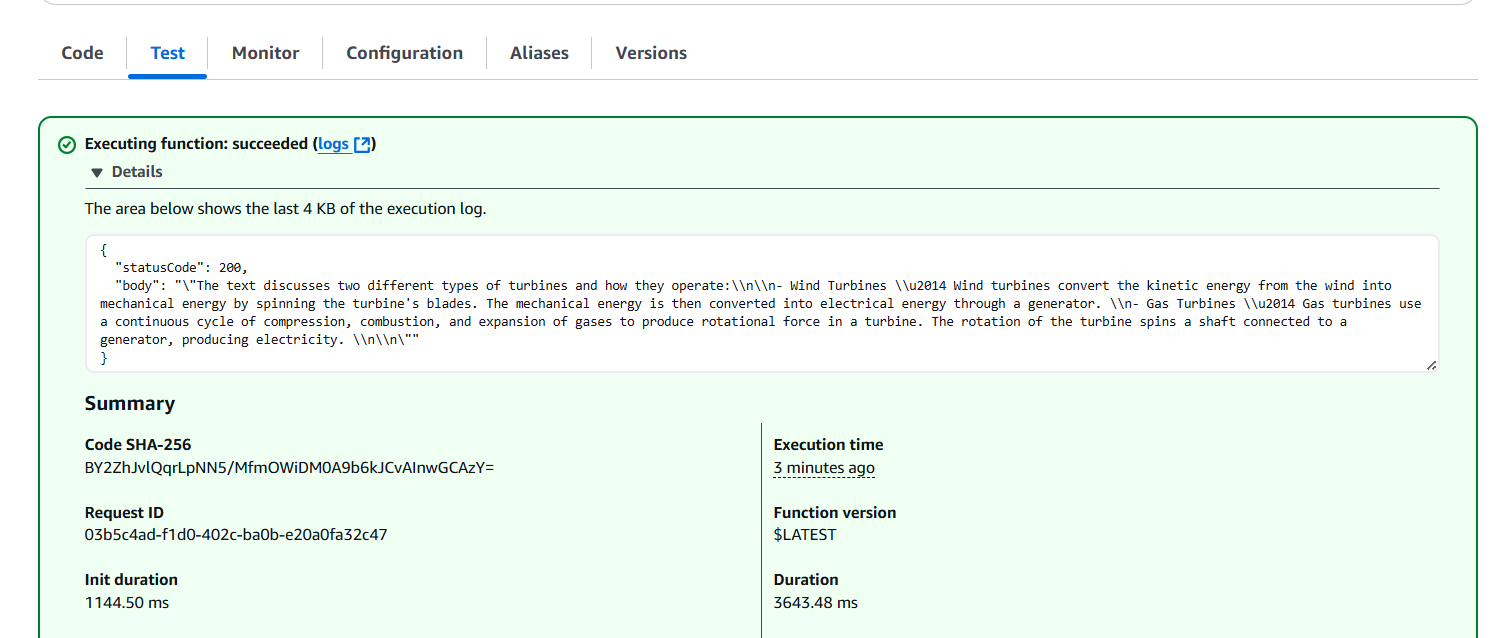 Code Test Monitor Configuration Aliases Versions
Executing function: succeeded (logs)
Details
The area below shows the last 4 KB of the execution log.
{
"statusCode": 200,
"body": "\"The text discusses two different types of turbines and how they operate:\\n\\n- Wind Turbines \\u2014 Wind turbines convert the kinetic energy from the wind into
mechanical energy by spinning the turbine's blades. The mechanical energy is then converted into electrical energy through a generator. \\n- Gas Turbines \\u2014 Gas turbines use
a continuous cycle of compression, combustion, and expansion of gases to produce rotational force in a turbine. The rotation of the turbine spins a shaft connected to a
generator, producing electricity. \\n\\n\""
}
Summary
Code SHA-256
BY2ZhJvlQqrLpNN5/MfmOWiDM0A9b6kJCvAInwGCAzY=
Execution time
3 minutes ago
Request ID
03b5c4ad-f1d0-402c-ba0b-e20a0fa32c47
Function version
$LATEST
Init duration
1144.50 ms
Duration
3643.48 ms